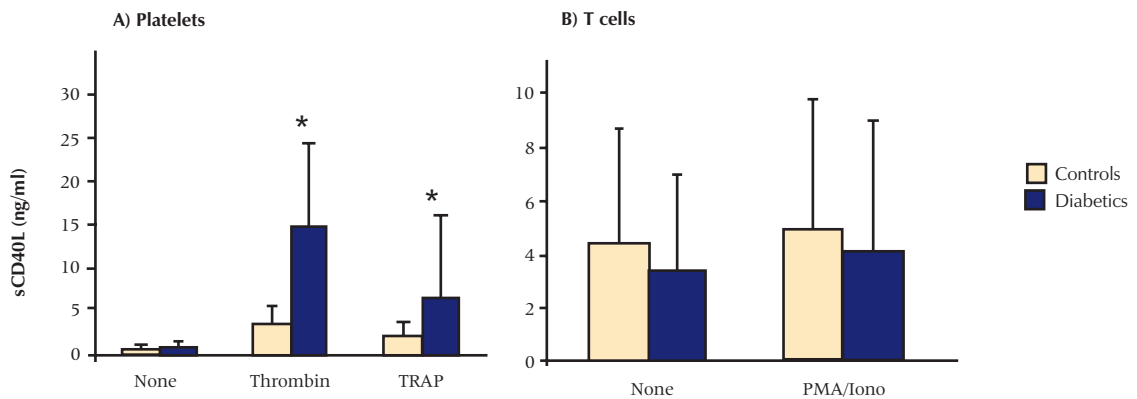 A) Platelets
sCD40L (ng/ml)
30
25
20
15
10
5
0
* *
None Thrombin TRAP
B) T cells
10
8
6
4
2
0
None PMA/Iono
Controls
Diabetics